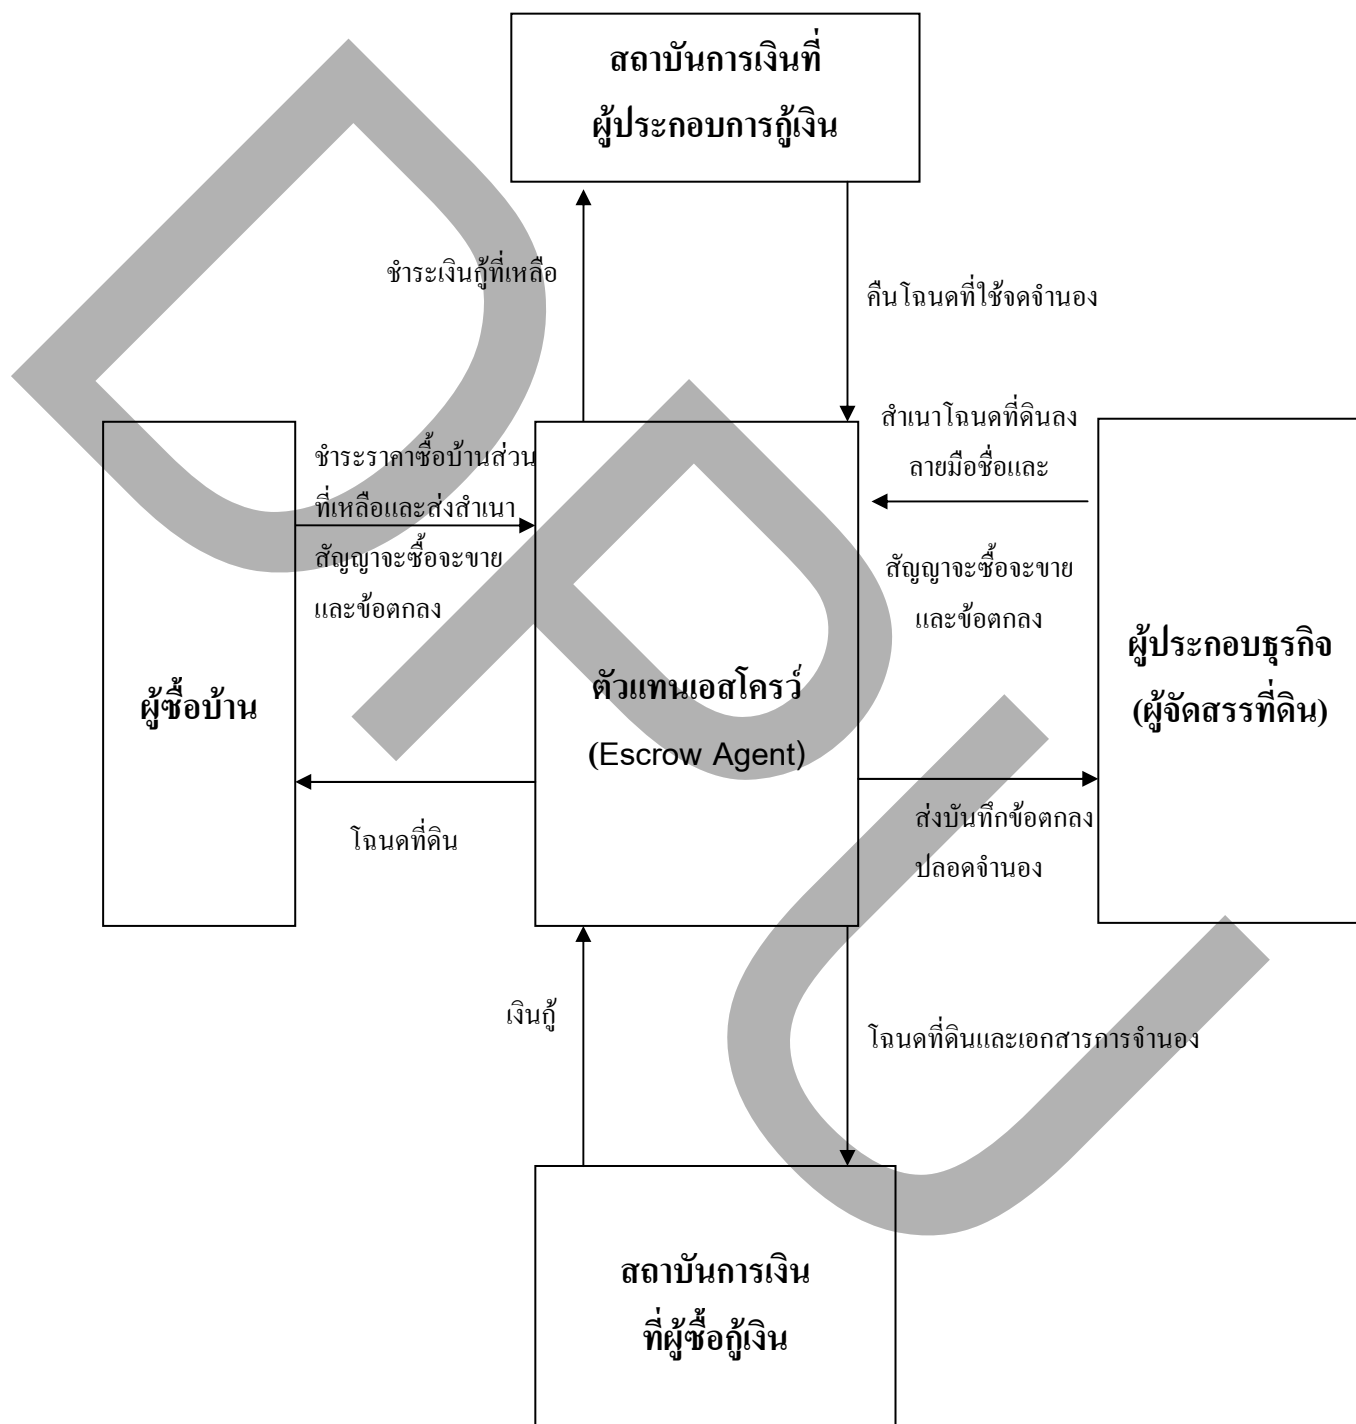 สถาบันการเงินที่
ผู้ประกอบการกู้เงิน
ชำระเงินกู้ที่เหลือ
คืนโฉนดที่ใช้จดจำนอง
ชำระราคาซื้อบ้านส่วน
ที่เหลือและส่งสำเนา
สัญญาจะซื้อจะขาย
และข้อตกลง
สำเนาโฉนดที่ดินลง
ลายมือชื่อและ
สัญญาจะซื้อจะขาย
และข้อตกลง
ผู้ซื้อบ้าน
ตัวแทนเอสโครว์
(Escrow Agent)
ผู้ประกอบธุรกิจ
(ผู้จัดสรรที่ดิน)
โฉนดที่ดิน
ส่งบันทึกข้อตกลง
ปลอดจำนอง
เงินกู้
โฉนดที่ดินและเอกสารการจำนอง
สถาบันการเงิน
ที่ผู้ซื้อกู้เงิน
DPU